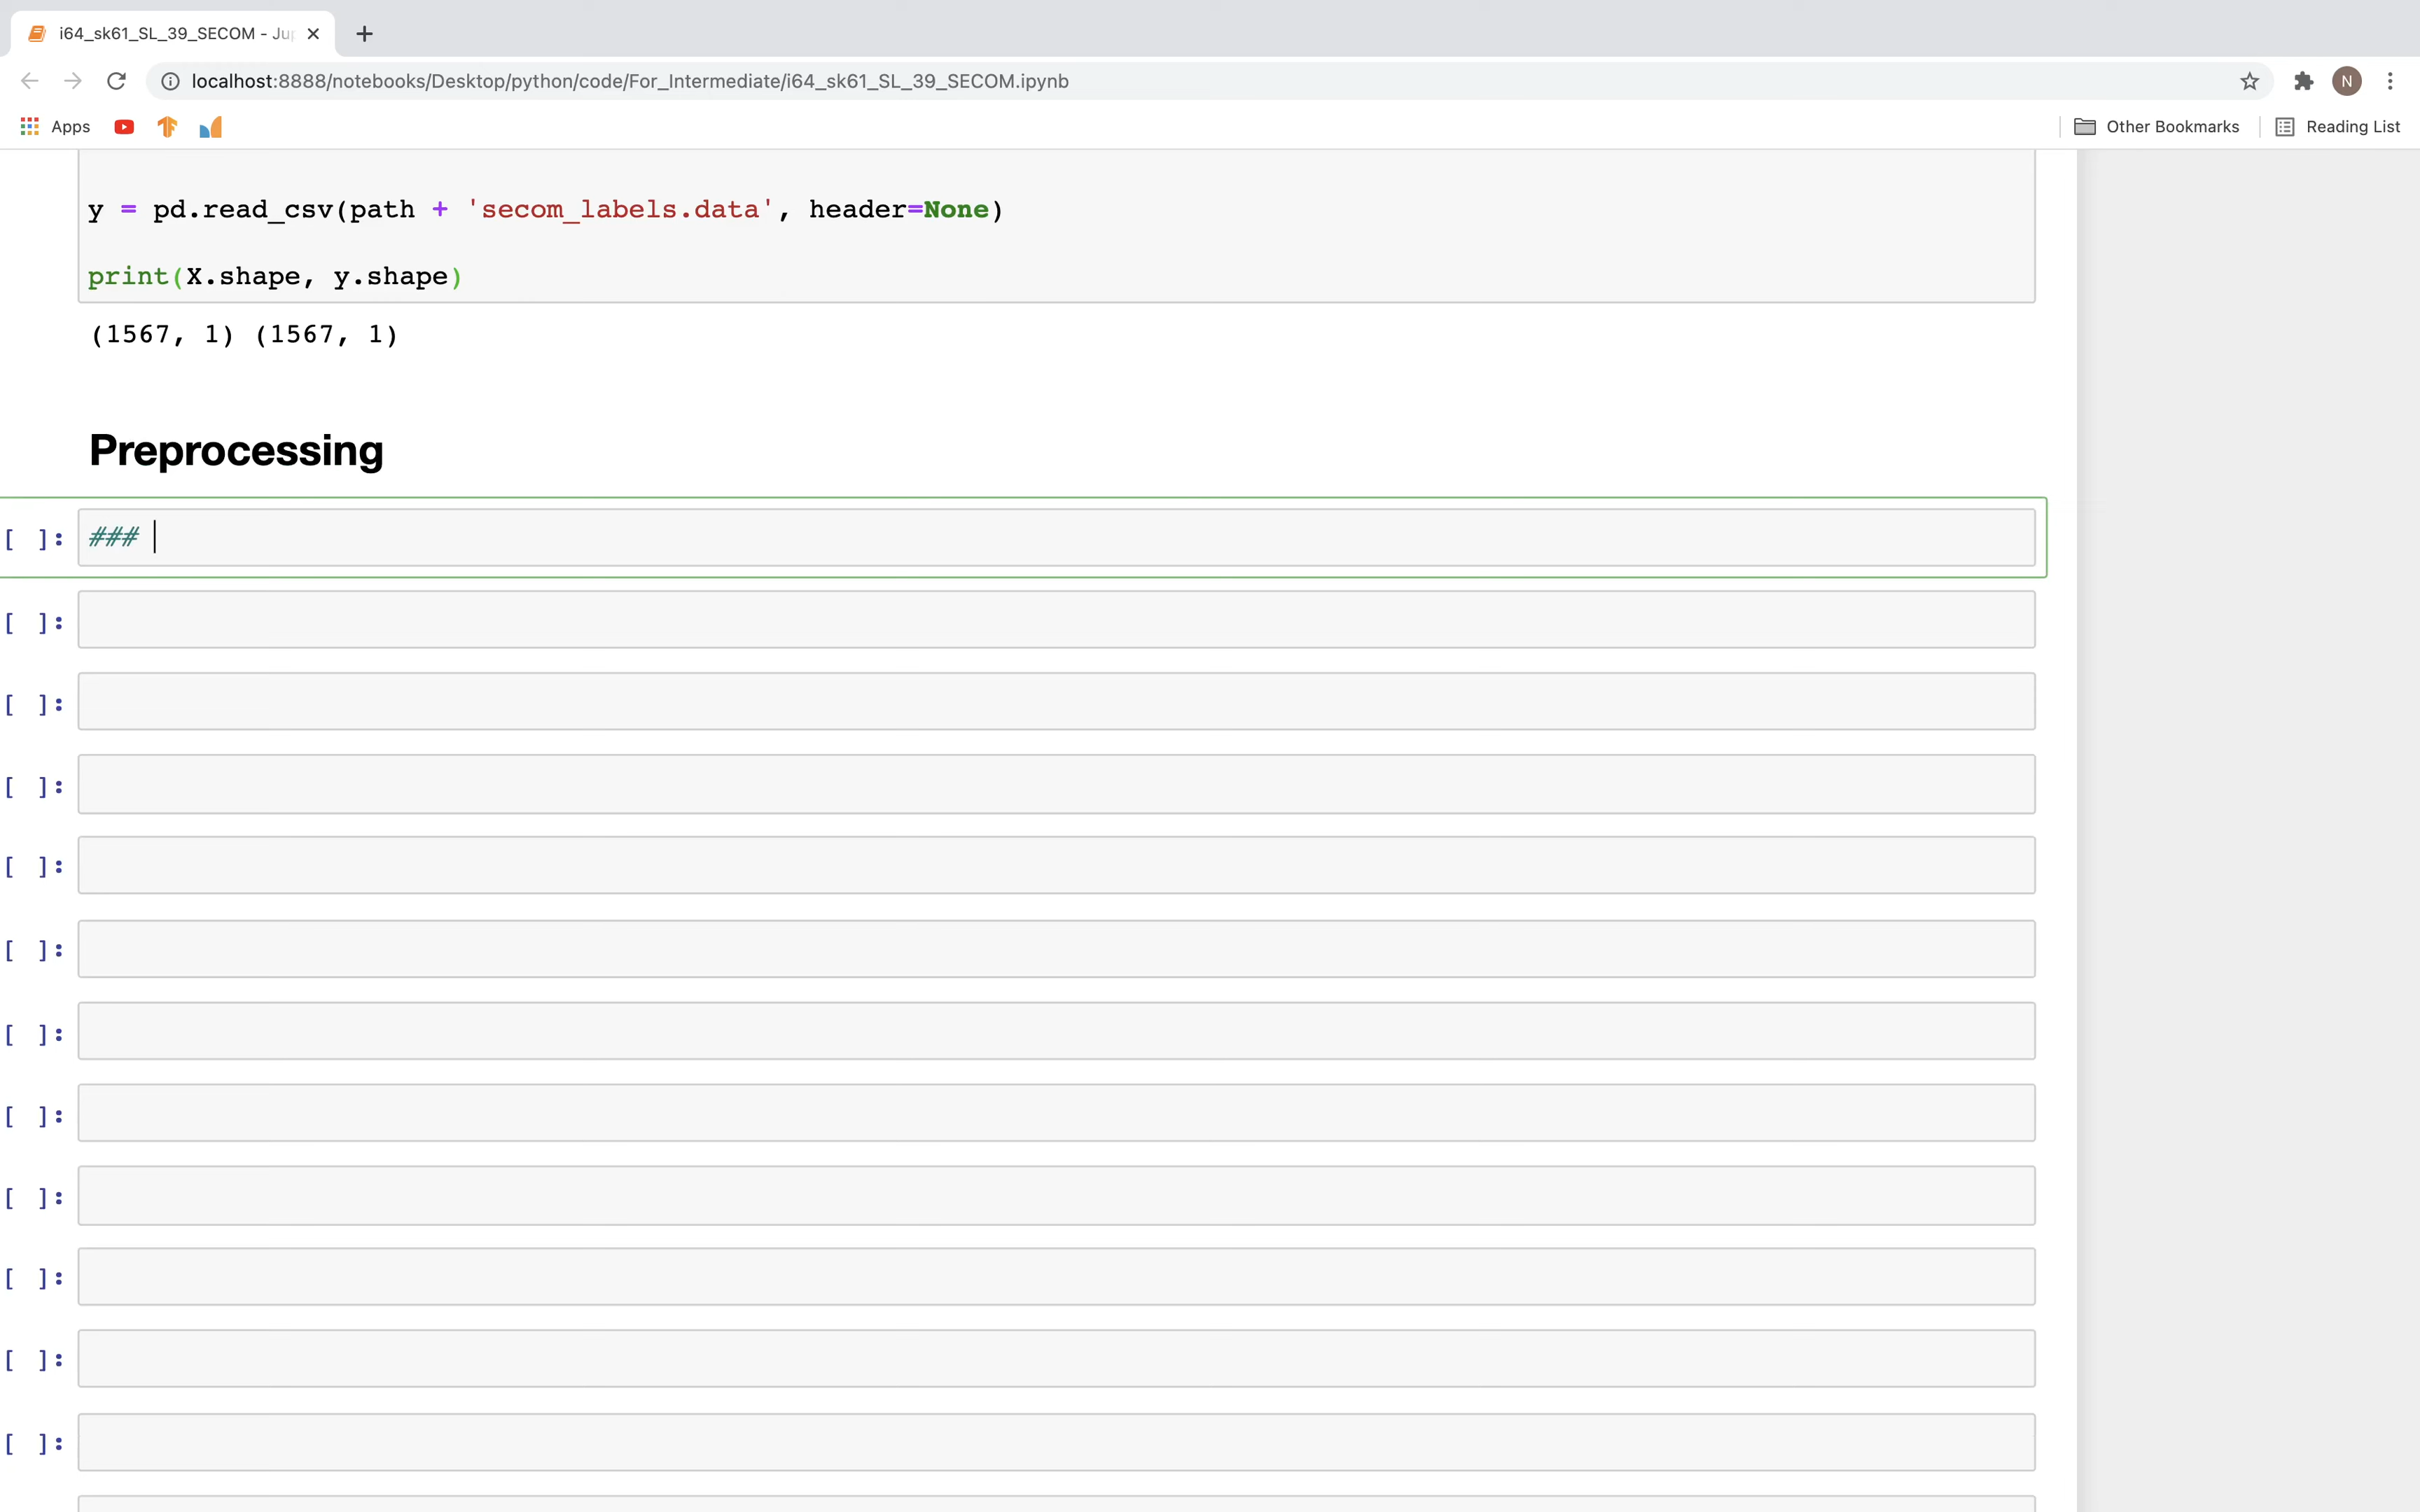 i64_sk61_SL_39_SECOM - Ju
localhost:8888/notebooks/Desktop/python/code/For_Intermediate/i64_sk61_SL_39_SECOM.ipynb
N
Apps
Other Bookmarks
Reading List
y = pd.read_csv(path + 'secom_labels.data', header=None)
print(X.shape, y.shape)
(1567, 1) (1567, 1)
Preprocessing
[ ]: ###
[ ]:
[ ]:
[ ]:
[ ]:
[ ]:
[ ]:
[ ]:
[ ]:
[ ]:
[ ]:
[ ]: